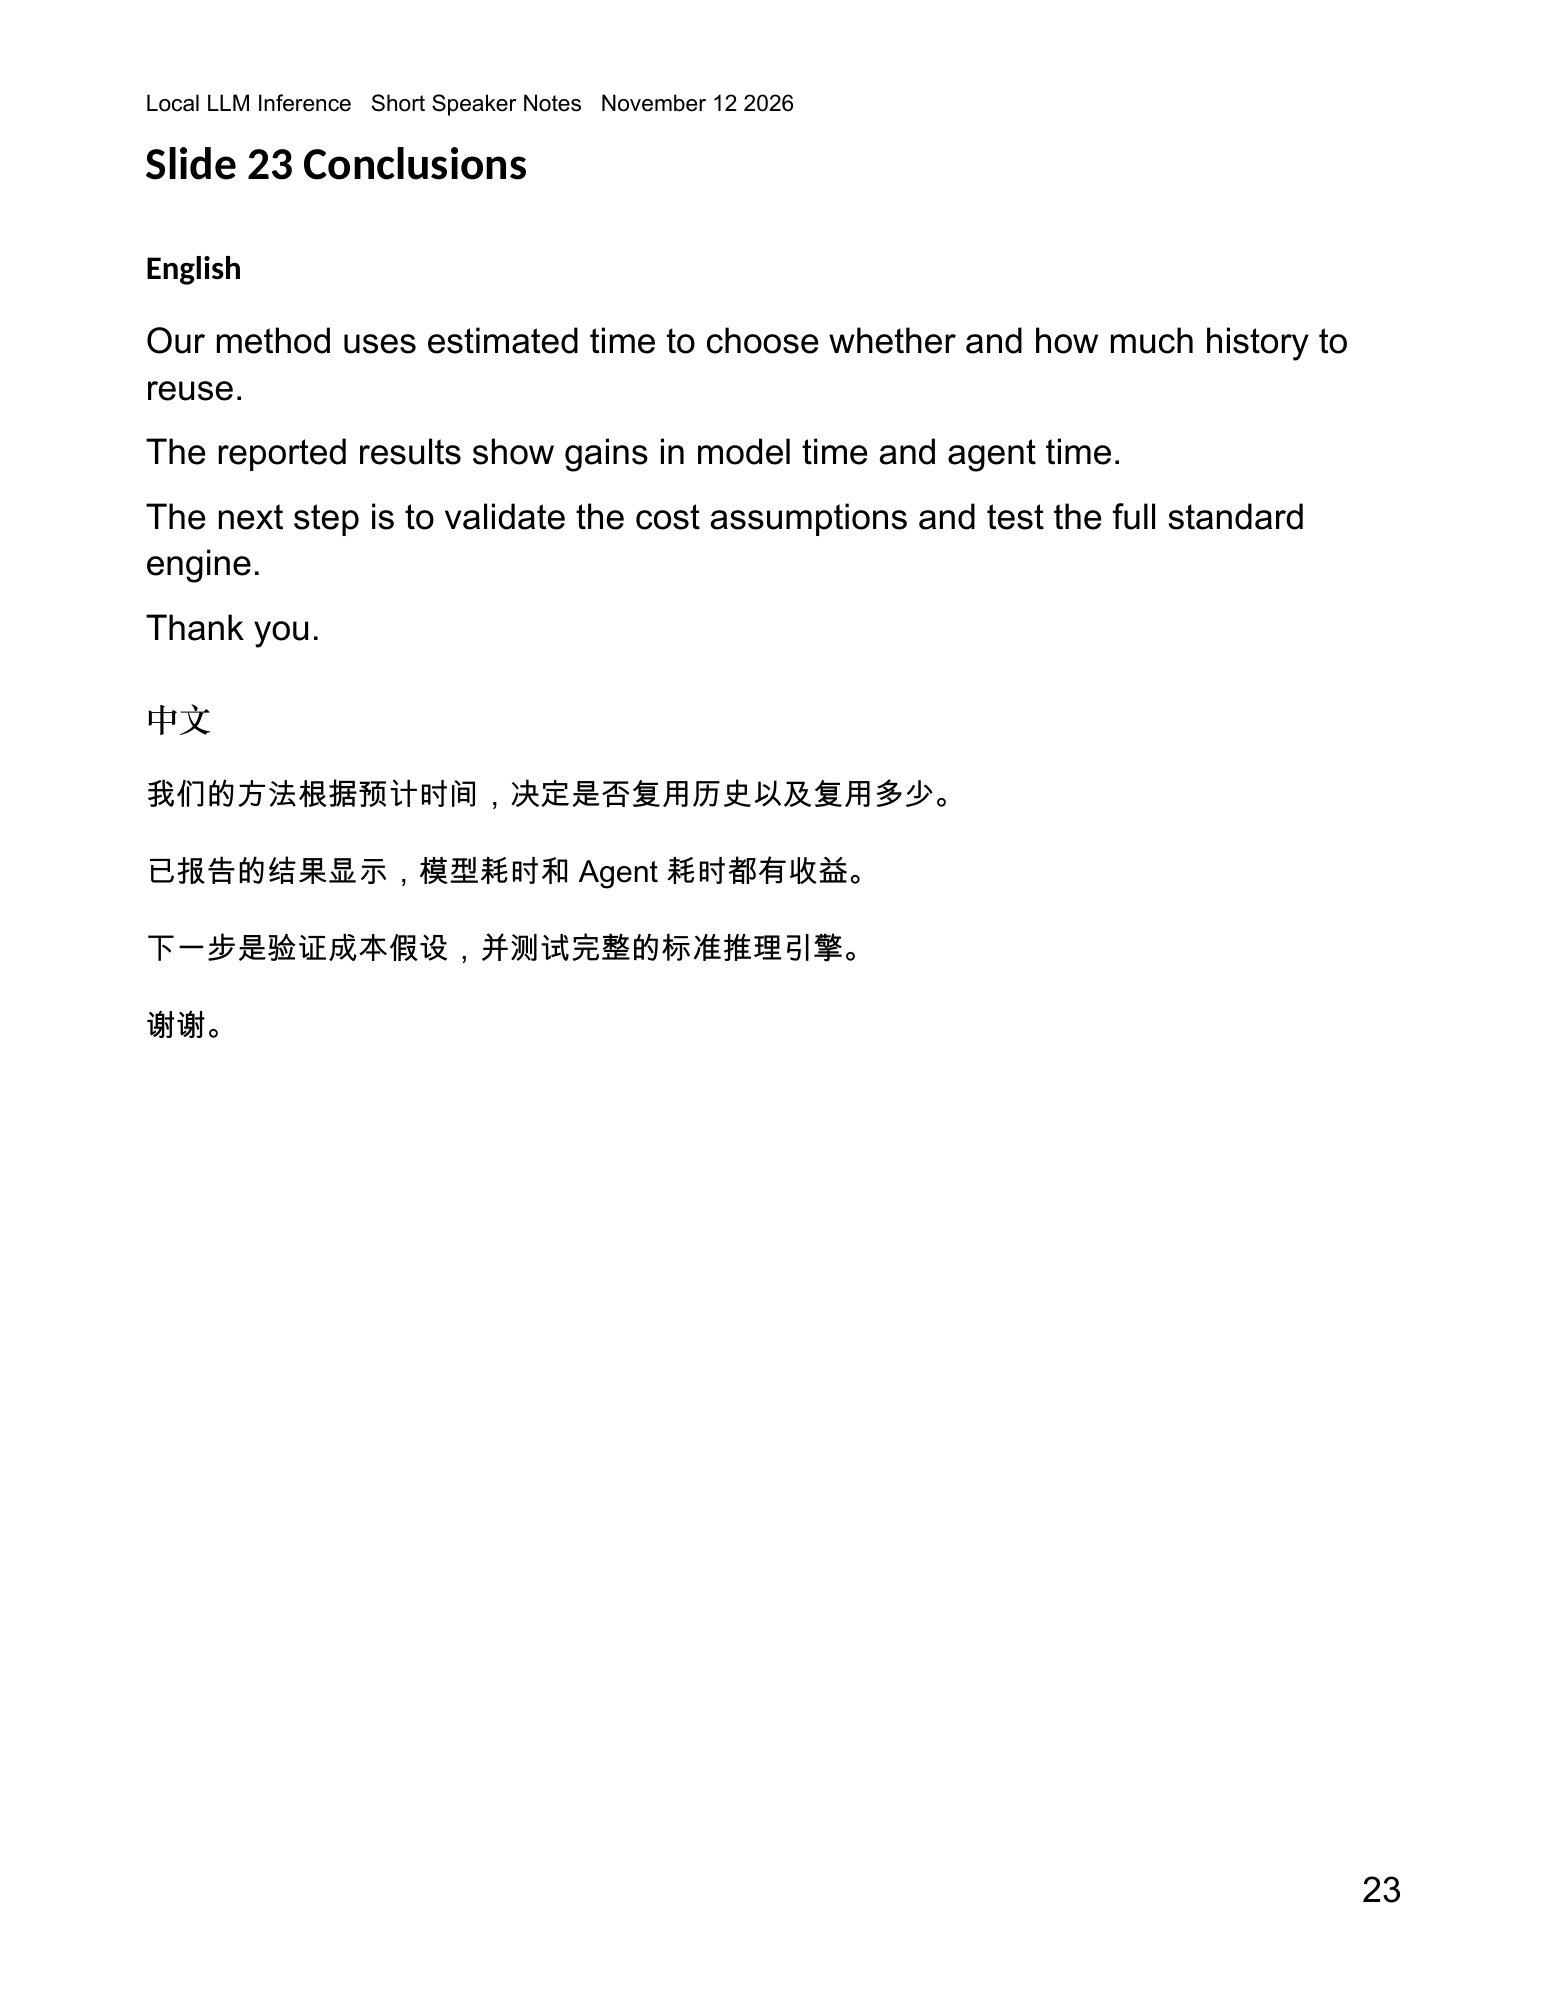 Local LLM Inference Short Speaker Notes November 12 2026
Slide 23 Conclusions
English
Our method uses estimated time to choose whether and how much history to
reuse.
The reported results show gains in model time and agent time.
The next step is to validate the cost assumptions and test the full standard
engine.
Thank you.
中文
我们的方法根据预计时间，决定是否复用历史以及复用多少。
已报告的结果显示，模型耗时和 Agent 耗时都有收益。
下一步是验证成本假设，并测试完整的标准推理引擎。
谢谢。
23